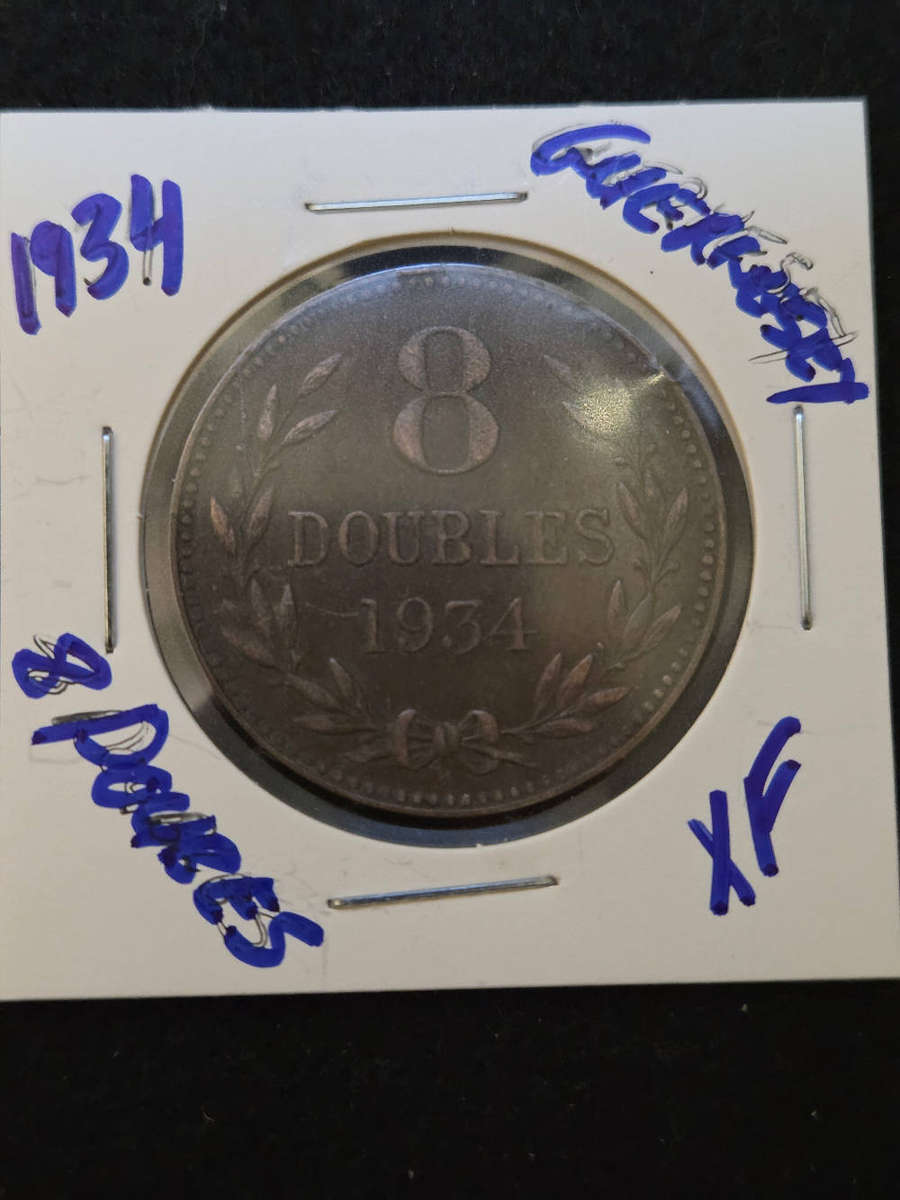 1934
GUERNSEY
8
DOUBLES
1934
8 DOUBLES
XF